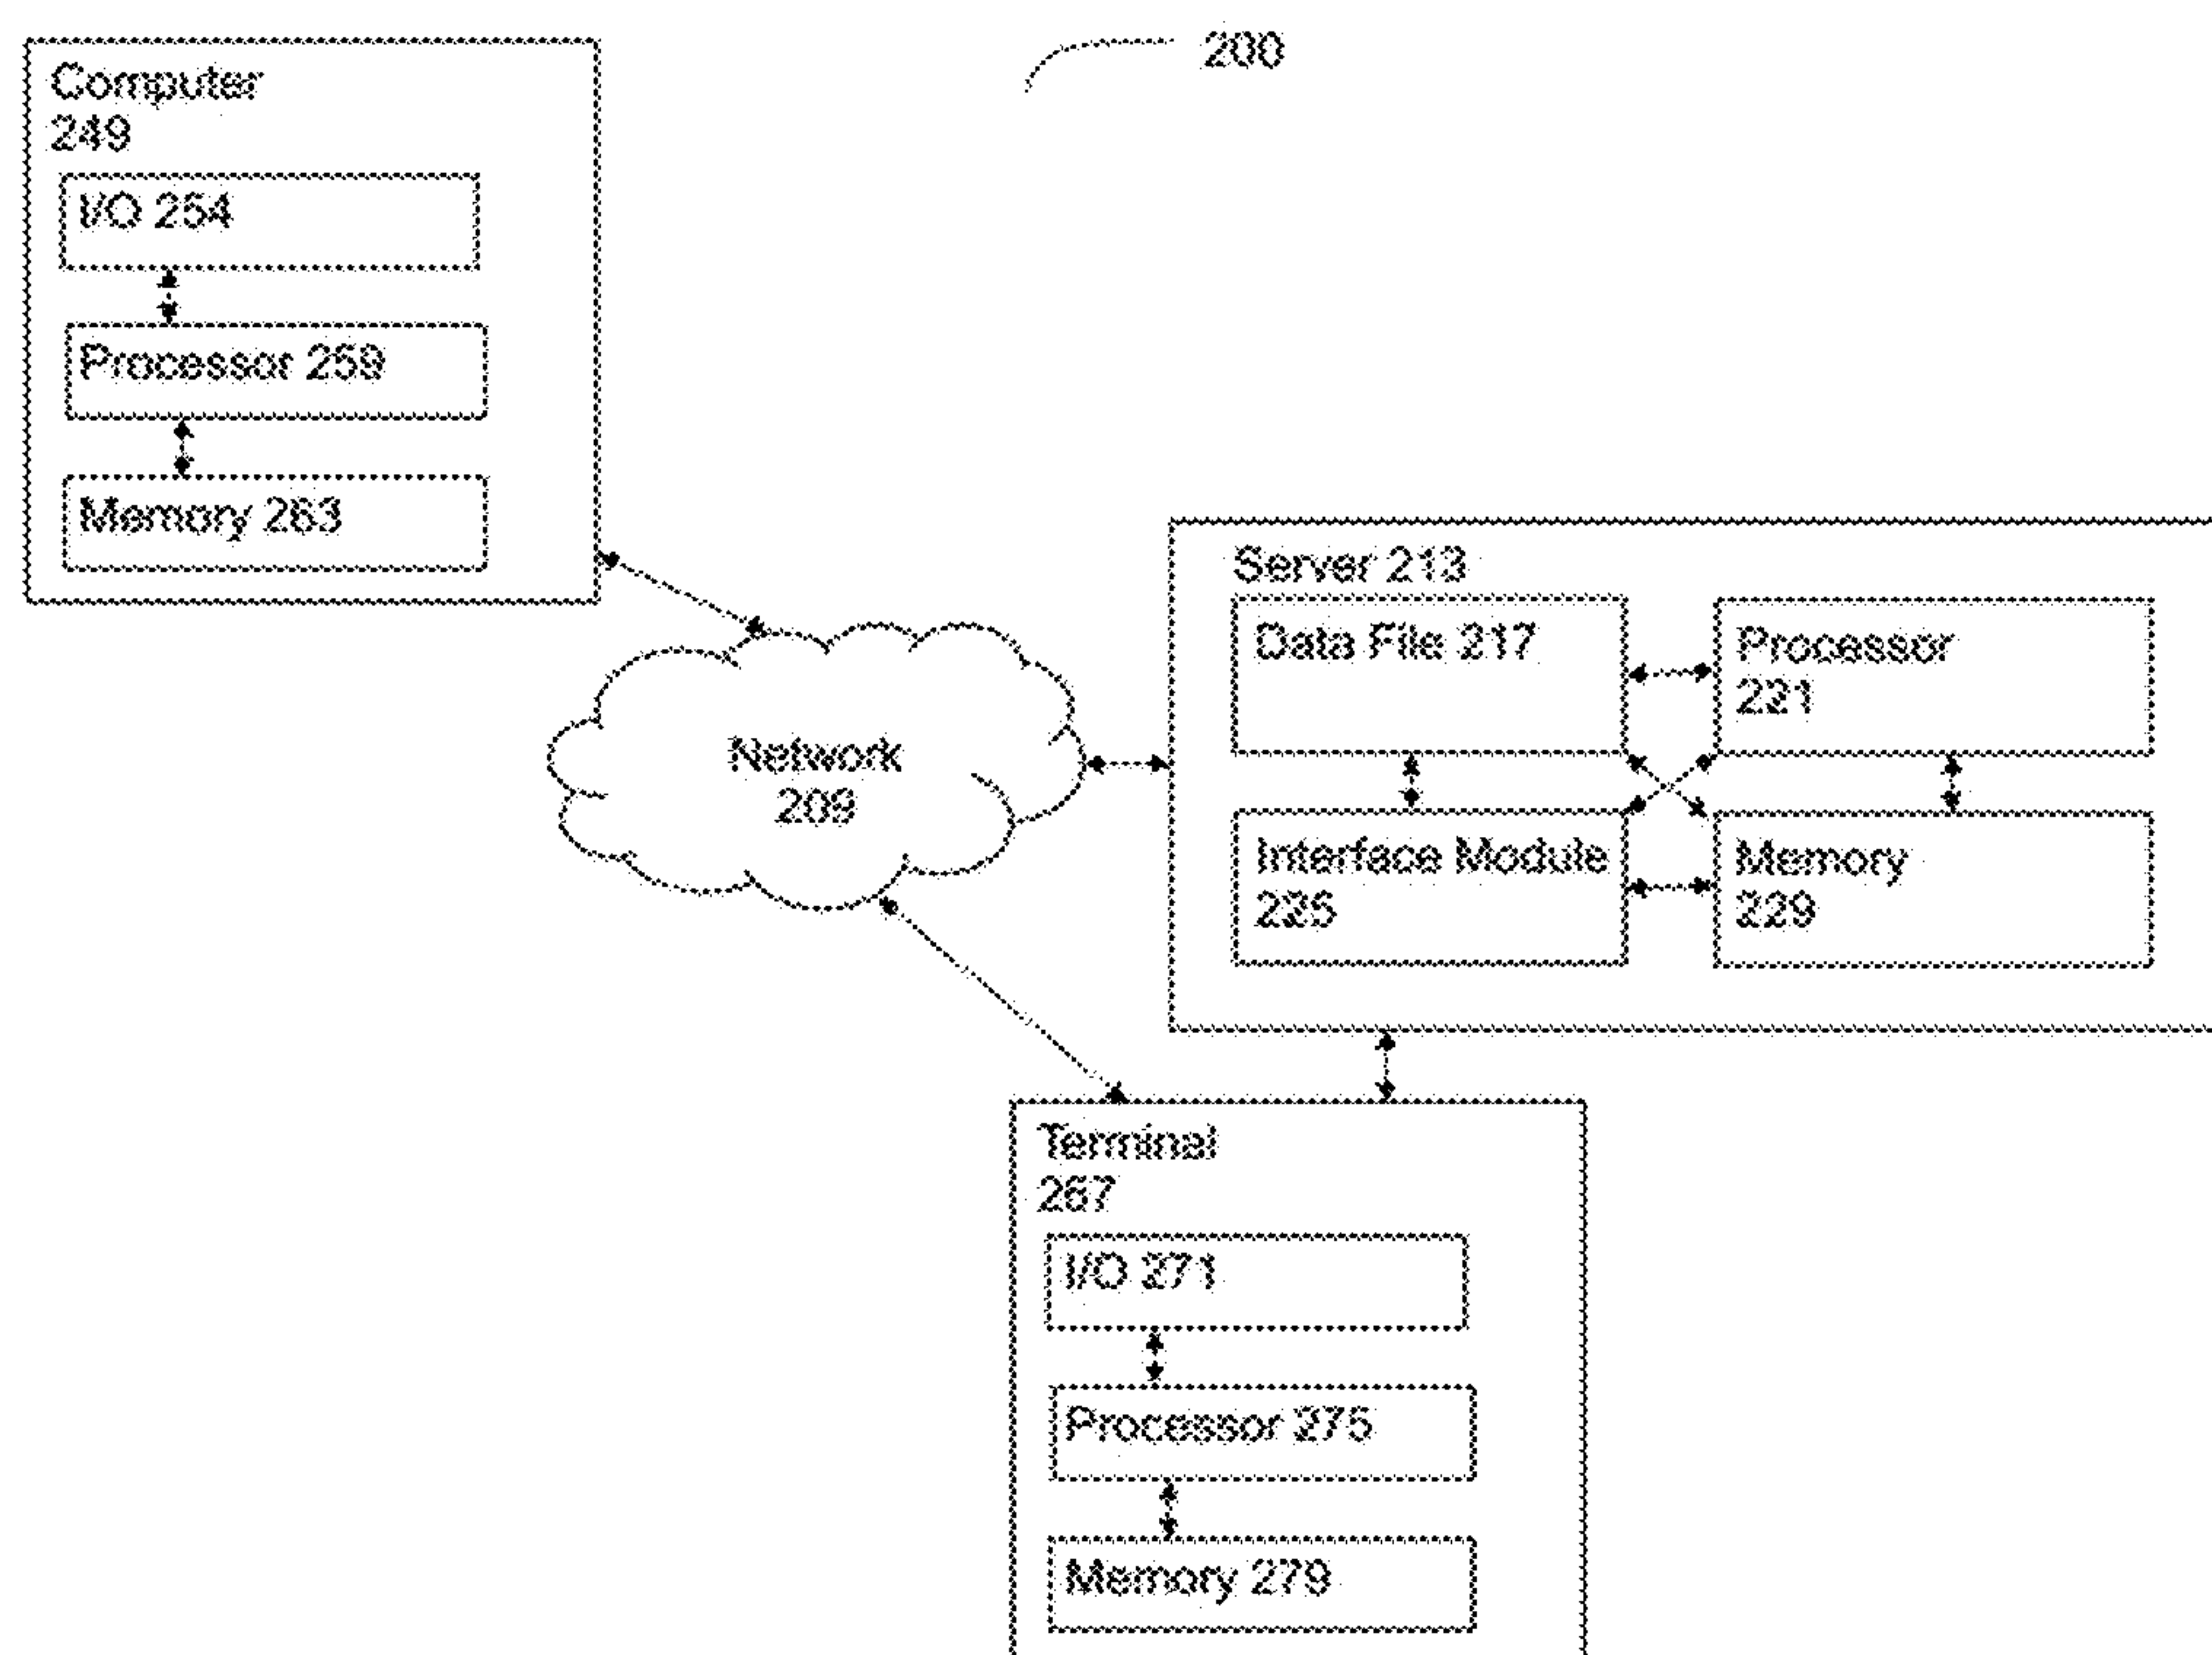 200
Computer
249
I/O 254
Processor 259
Memory 263
Network
209
Server 213
Data File 217
Processor
221
Interface Module
225
Memory
229
Terminal
267
I/O 271
Processor 275
Memory 279